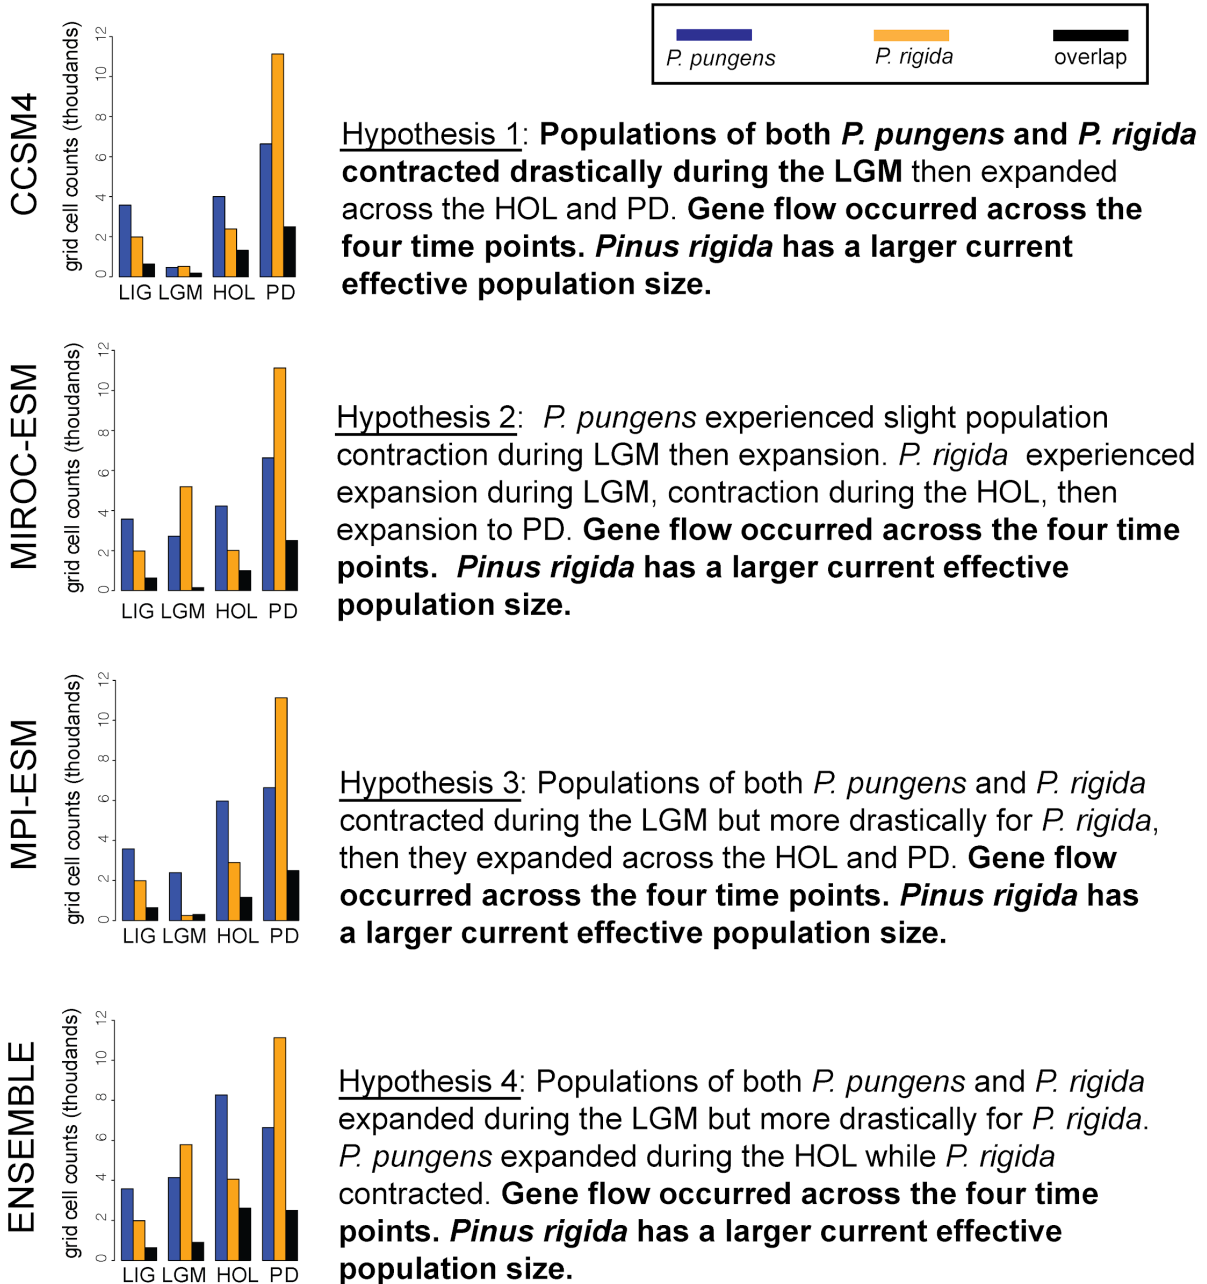 P. pungens P. rigida overlap
CCSM4
grid cell counts (thoudands)
0 2 4 6 8 10 12
LIG LGM HOL PD
Hypothesis 1: Populations of both P. pungens and P. rigida
contracted drastically during the LGM then expanded
across the HOL and PD. Gene flow occurred across the
four time points. Pinus rigida has a larger current
effective population size.
MIROC-ESM
grid cell counts (thoudands)
0 2 4 6 8 10 12
LIG LGM HOL PD
Hypothesis 2: P. pungens experienced slight population
contraction during LGM then expansion. P. rigida experienced
expansion during LGM, contraction during the HOL, then
expansion to PD. Gene flow occurred across the four time
points. Pinus rigida has a larger current effective
population size.
MPI-ESM
grid cell counts (thoudands)
0 2 4 6 8 10 12
LIG LGM HOL PD
Hypothesis 3: Populations of both P. pungens and P. rigida
contracted during the LGM but more drastically for P. rigida,
then they expanded across the HOL and PD. Gene flow
occurred across the four time points. Pinus rigida has
a larger current effective population size.
ENSEMBLE
grid cell counts (thoudands)
0 2 4 6 8 10 12
LIG LGM HOL PD
Hypothesis 4: Populations of both P. pungens and P. rigida
expanded during the LGM but more drastically for P. rigida.
P. pungens expanded during the HOL while P. rigida
contracted. Gene flow occurred across the four time
points. Pinus rigida has a larger current effective
population size.